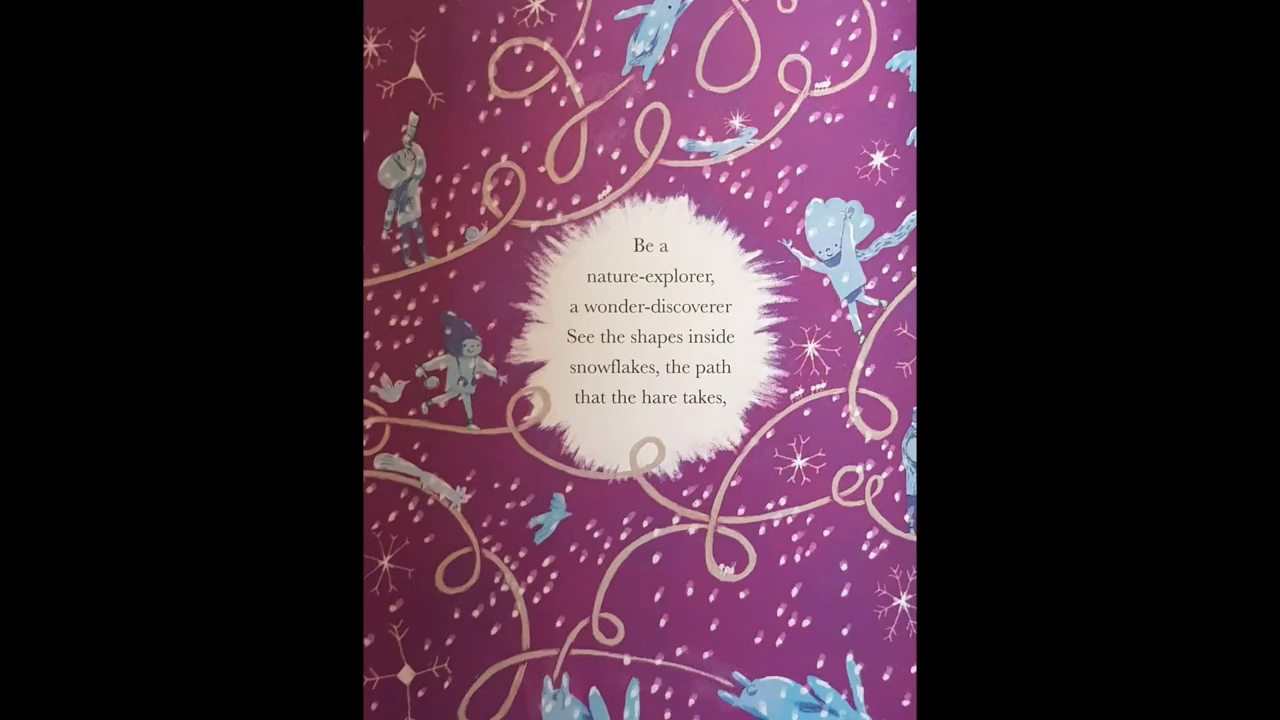 Be a
nature-explorer,
a wonder-discoverer
See the shapes inside
snowflakes, the path
that the hare takes,